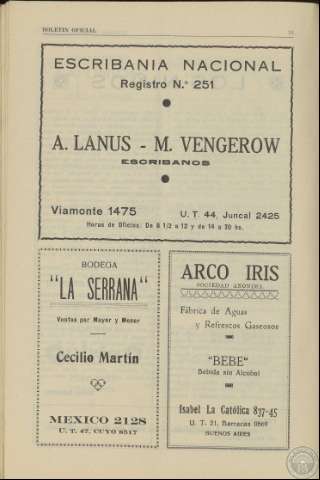 BOLETIN OFICIAL
ESCRIBANIA NACIONAL
Registro N.° 251
A. LANUS - M. VENGEROW
ESCRIBANOS
Viamonte 1475
U. T. 44, Juncal 2425
Horas de Oficina: De 8 1/2 a 12 y de 14 a 20 hs.
BODEGA
"LA SERRANA"
Ventas por Mayor y Menor
Cecilio Martín
MEXICO 2128
U. T. 47, CUYO 8517
ARCO IRIS
SOCIEDAD ANONIMA
Fábrica de Aguas
y Refrescos Gaseosos
"BEBE"
Bebida sin Alcohol
Isabel La Católica 837-45
U. T. 21, Barracas 0869
BUENOS AIRES